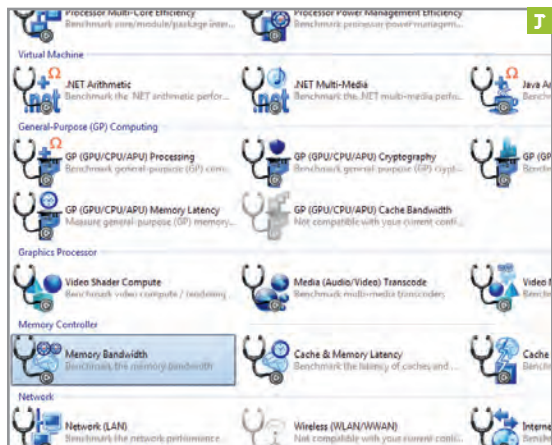 Processor Multi-Core Efficiency
Benchmark core/module/package inter...
Processor Power Management Efficiency
Benchmark processor power managem...
J
Virtual Machine
.NET Arithmetic
Benchmark the .NET arithmetic perfor...
.NET Multi-Media
Benchmark the .NET multi-media perfo...
Java Ar
Benchm
General-Purpose (GP) Computing
GP (GPU/CPU/APU) Processing
Benchmark general-purpose (GP) com...
GP (GPU/CPU/APU) Cryptography
Benchmark general-purpose (GP) crypt...
GP (GP
Bench
GP (GPU/CPU/APU) Memory Latency
Measure general-purpose (GP) memory...
GP (GPU/CPU/APU) Cache Bandwidth
Not compatible with your current confi...
Graphics Processor
Video Shader Compute
Benchmark video compute / rendering
Media (Audio/Video) Transcode
Benchmark multi-media transcoders
Video M
Bench
Memory Controller
Memory Bandwidth
Benchmark the memory bandwidth
Cache & Memory Latency
Benchmark the latency of caches and ...
Cache
Bench
Network
Network (LAN)
Benchmark the network performance
Wireless (WLAN/WWAN)
Not compatible with your current confi...
Interne
Bench